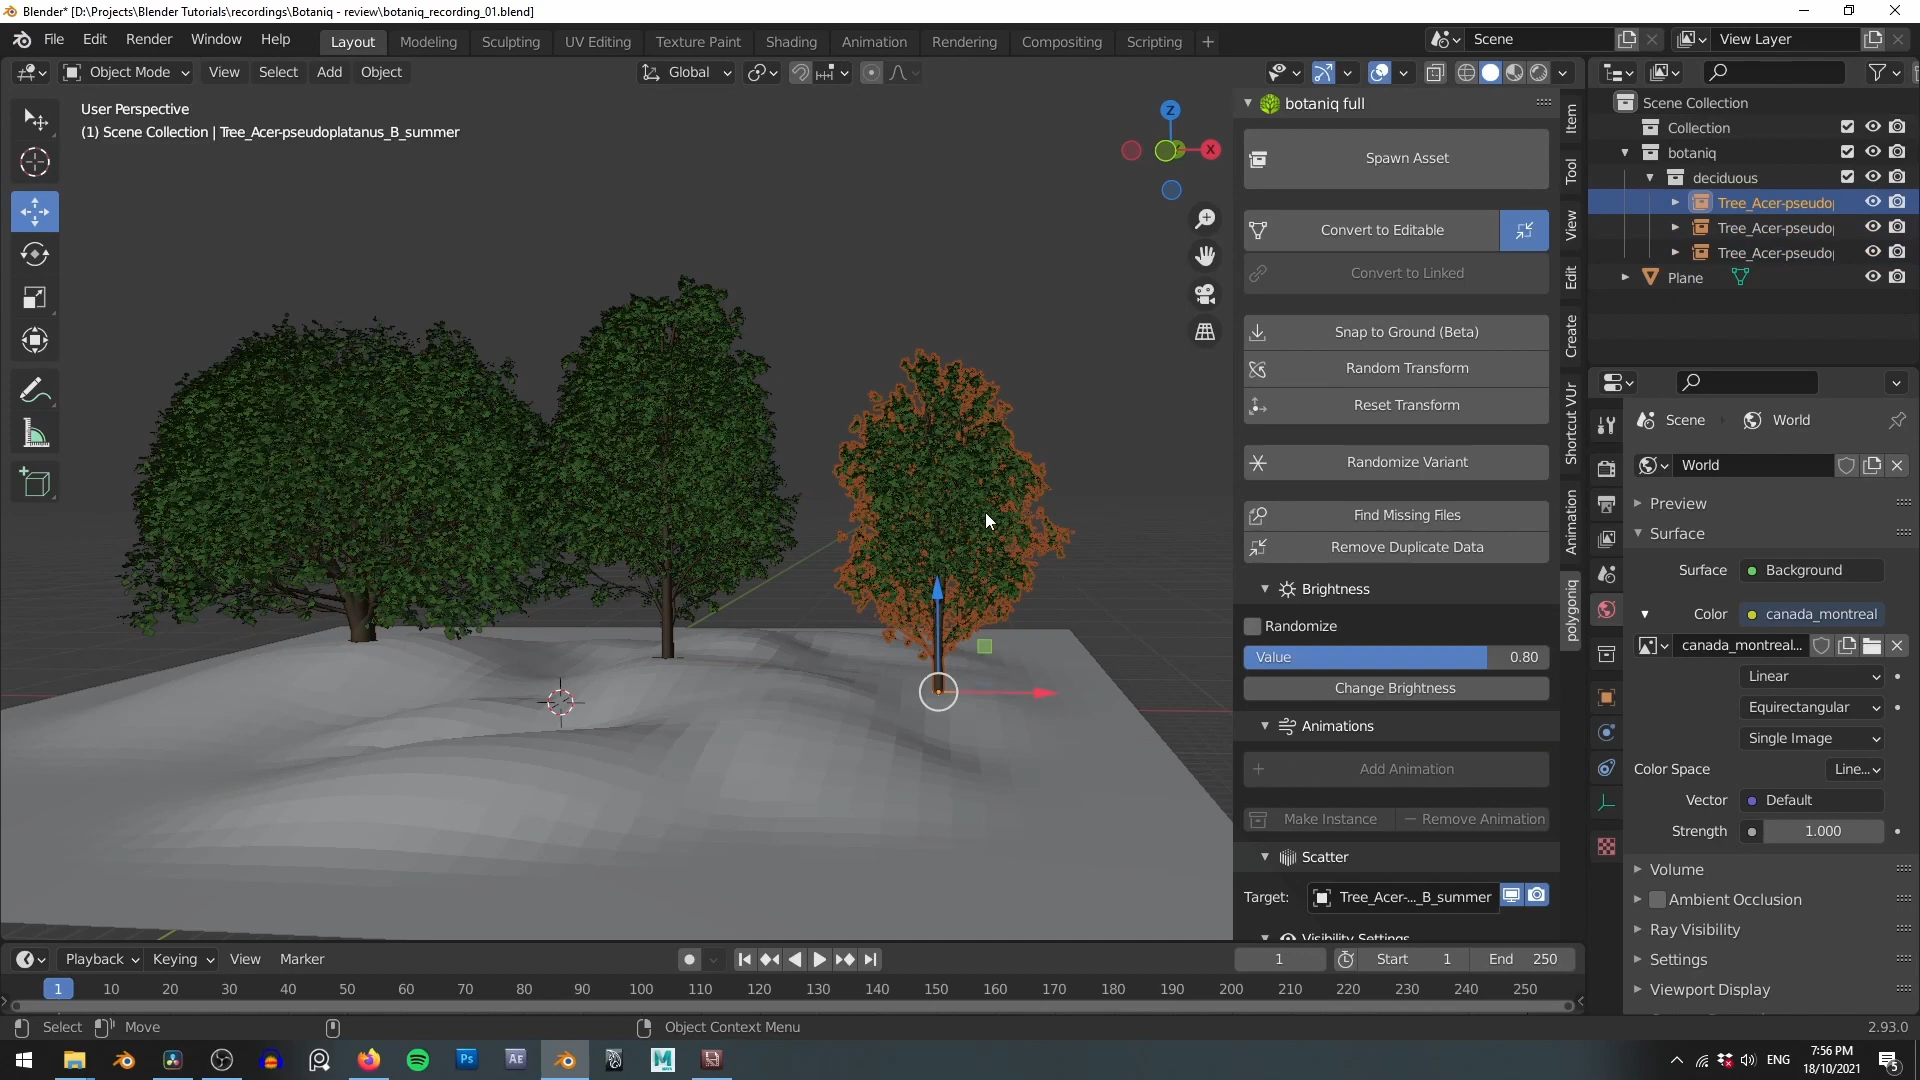 Blender* [D:\Projects\Blender Tutorials\recordings\Botaniq - review\botaniq_recording_01.blend]
File Edit Render Window Help Layout Modeling Sculpting UV Editing Texture Paint Shading Animation Rendering Compositing Scripting +
Scene View Layer
Object Mode View Select Add Object Global
User Perspective
(1) Scene Collection | Tree_Acer-pseudoplatanus_B_summer
Z
X
botaniq full
Spawn Asset
Convert to Editable
Convert to Linked
Snap to Ground (Beta)
Random Transform
Reset Transform
Randomize Variant
Find Missing Files
Remove Duplicate Data
Brightness
Randomize
Value 0.80
Change Brightness
Animations
Add Animation
Make Instance Remove Animation
Scatter
Target: Tree_Acer-..._B_summer
Visibility Settings
Item
Tool
View
Edit
Create
Shortcut VUr
Animation
polygoniq
Scene Collection
Collection
botaniq
deciduous
Tree_Acer-pseudo
Tree_Acer-pseudo
Tree_Acer-pseudo
Plane
Scene World
World
Preview
Surface
Surface Background
Color canada_montreal
canada_montreal...
Linear
Equirectangular
Single Image
Color Space Line...
Vector Default
Strength 1.000
Volume
Ambient Occlusion
Ray Visibility
Settings
Viewport Display
Playback Keying View Marker 1 Start 1 End 250
1 10 20 30 40 50 60 70 80 90 100 110 120 130 140 150 160 170 180 190 200 210 220 230 240 250
Select Move Object Context Menu 2.93.0
Ps Ae M ENG
7:56 PM
18/10/2021
5